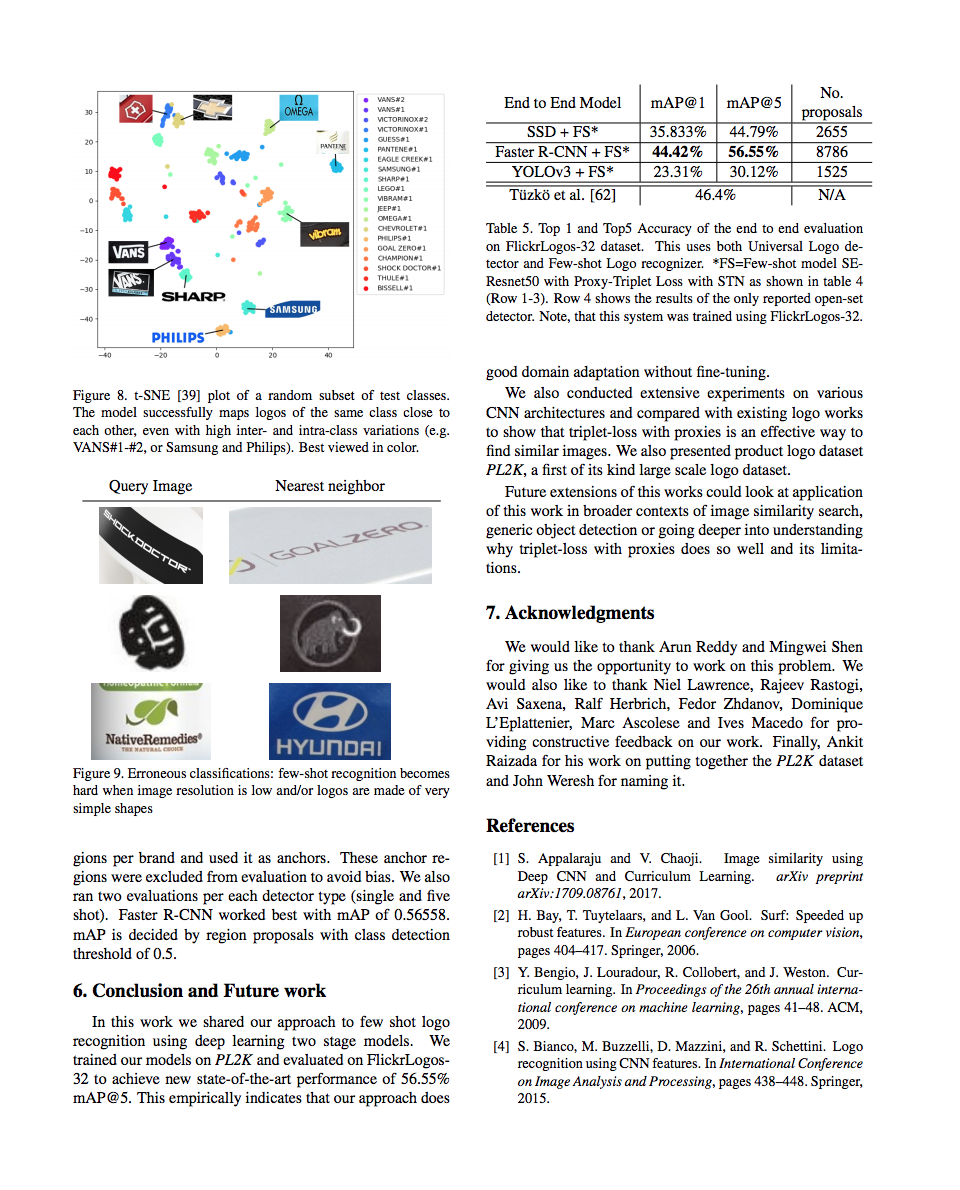 30
20
10
0
−10
−20
−30
−40
−40
−20
0
20
40
Ω
OMEGA
PANTENE
vibram
VANS
VANS
SHARP
SAMSUNG
PHILIPS
VANS#2
VANS#1
VICTORINOX#2
VICTORINOX#1
GUESS#1
PANTENE#1
EAGLE CREEK#1
SAMSUNG#1
SHARP#1
LEGO#1
VIBRAM#1
JEEP#1
OMEGA#1
CHEVROLET#1
PHILIPS#1
GOAL ZERO#1
CHAMPION#1
SHOCK DOCTOR#1
THULE#1
BISSELL#1
Figure 8. t-SNE [39] plot of a random subset of test classes.
The model successfully maps logos of the same class close to
each other, even with high inter- and intra-class variations (e.g.
VANS#1-#2, or Samsung and Philips). Best viewed in color.
Query Image Nearest neighbor
SHOCK DOCTOR
GOALZERO
NativeRemedies®
THE NATURAL CHOICE
HYUNDAI
Figure 9. Erroneous classifications: few-shot recognition becomes
hard when image resolution is low and/or logos are made of very
simple shapes
gions per brand and used it as anchors. These anchor re-
gions were excluded from evaluation to avoid bias. We also
ran two evaluations per each detector type (single and five
shot). Faster R-CNN worked best with mAP of 0.56558.
mAP is decided by region proposals with class detection
threshold of 0.5.
6. Conclusion and Future work
In this work we shared our approach to few shot logo
recognition using deep learning two stage models. We
trained our models on PL2K and evaluated on FlickrLogos-
32 to achieve new state-of-the-art performance of 56.55%
mAP@5. This empirically indicates that our approach does
End to End Model mAP@1 mAP@5 No. proposals
SSD + FS* 35.833% 44.79% 2655
Faster R-CNN + FS* 44.42% 56.55% 8786
YOLOv3 + FS* 23.31% 30.12% 1525
Tüzkö et al. [62] 46.4% N/A
Table 5. Top 1 and Top5 Accuracy of the end to end evaluation
on FlickrLogos-32 dataset. This uses both Universal Logo de-
tector and Few-shot Logo recognizer. *FS=Few-shot model SE-
Resnet50 with Proxy-Triplet Loss with STN as shown in table 4
(Row 1-3). Row 4 shows the results of the only reported open-set
detector. Note, that this system was trained using FlickrLogos-32.
good domain adaptation without fine-tuning.
We also conducted extensive experiments on various
CNN architectures and compared with existing logo works
to show that triplet-loss with proxies is an effective way to
find similar images. We also presented product logo dataset
PL2K, a first of its kind large scale logo dataset.
Future extensions of this works could look at application
of this work in broader contexts of image similarity search,
generic object detection or going deeper into understanding
why triplet-loss with proxies does so well and its limita-
tions.
7. Acknowledgments
We would like to thank Arun Reddy and Mingwei Shen
for giving us the opportunity to work on this problem. We
would also like to thank Niel Lawrence, Rajeev Rastogi,
Avi Saxena, Ralf Herbrich, Fedor Zhdanov, Dominique
L'Eplattenier, Marc Ascolese and Ives Macedo for pro-
viding constructive feedback on our work. Finally, Ankit
Raizada for his work on putting together the PL2K dataset
and John Weresh for naming it.
References
[1] S. Appalaraju and V. Chaoji. Image similarity using
Deep CNN and Curriculum Learning. arXiv preprint
arXiv:1709.08761, 2017.
[2] H. Bay, T. Tuytelaars, and L. Van Gool. Surf: Speeded up
robust features. In European conference on computer vision,
pages 404–417. Springer, 2006.
[3] Y. Bengio, J. Louradour, R. Collobert, and J. Weston. Cur-
riculum learning. In Proceedings of the 26th annual interna-
tional conference on machine learning, pages 41–48. ACM,
2009.
[4] S. Bianco, M. Buzzelli, D. Mazzini, and R. Schettini. Logo
recognition using CNN features. In International Conference
on Image Analysis and Processing, pages 438–448. Springer,
2015.